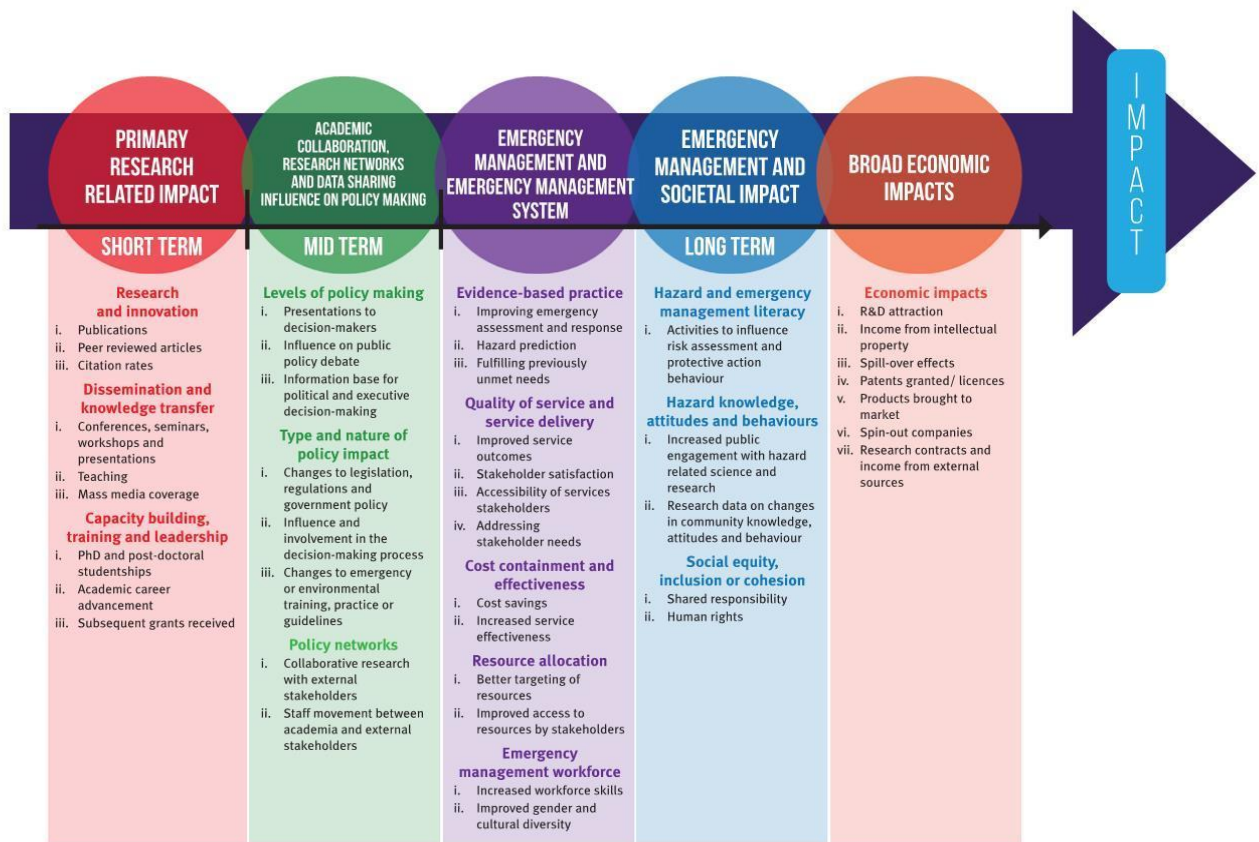 PRIMARY
RESEARCH
RELATED IMPACT
SHORT TERM
Research
and innovation
i. Publications
ii. Peer reviewed articles
iii. Citation rates
Dissemination and
knowledge transfer
i. Conferences, seminars,
workshops and
presentations
ii. Teaching
iii. Mass media coverage
Capacity building,
training and leadership
i. PhD and post-doctoral
studentships
ii. Academic career
advancement
iii. Subsequent grants received
ACADEMIC
COLLABORATION,
RESEARCH NETWORKS
AND DATA SHARING
INFLUENCE ON POLICY MAKING
MID TERM
Levels of policy making
i. Presentations to
decision-makers
ii. Influence on public
policy debate
iii. Information base for
political and executive
decision-making
Type and nature of
policy impact
i. Changes to legislation,
regulations and
government policy
ii. Influence and
involvement in the
decision-making process
iii. Changes to emergency
or environmental
training, practice or
guidelines
Policy networks
i. Collaborative research
with external
stakeholders
ii. Staff movement between
academia and external
stakeholders
EMERGENCY
MANAGEMENT AND
EMERGENCY MANAGEMENT
SYSTEM
Evidence-based practice
i. Improving emergency
assessment and response
ii. Hazard prediction
iii. Fulfilling previously
unmet needs
Quality of service and
service delivery
i. Improved service
outcomes
ii. Stakeholder satisfaction
iii. Accessibility of services
stakeholders
iv. Addressing
stakeholder needs
Cost containment and
effectiveness
i. Cost savings
ii. Increased service
effectiveness
Resource allocation
i. Better targeting of
resources
ii. Improved access to
resources by stakeholders
Emergency
management workforce
i. Increased workforce skills
ii. Improved gender and
cultural diversity
EMERGENCY
MANAGEMENT AND
SOCIETAL IMPACT
LONG TERM
Hazard and emergency
management literacy
i. Activities to influence
risk assessment and
protective action
behaviour
Hazard knowledge,
attitudes and behaviours
i. Increased public
engagement with hazard
related science and
research
ii. Research data on changes
in community knowledge,
attitudes and behaviour
Social equity,
inclusion or cohesion
i. Shared responsibility
ii. Human rights
BROAD ECONOMIC
IMPACTS
Economic impacts
i. R&D attraction
ii. Income from intellectual
property
iii. Spill-over effects
iv. Patents granted/ licences
v. Products brought to
market
vi. Spin-out companies
vii. Research contracts and
income from external
sources
IMPACT